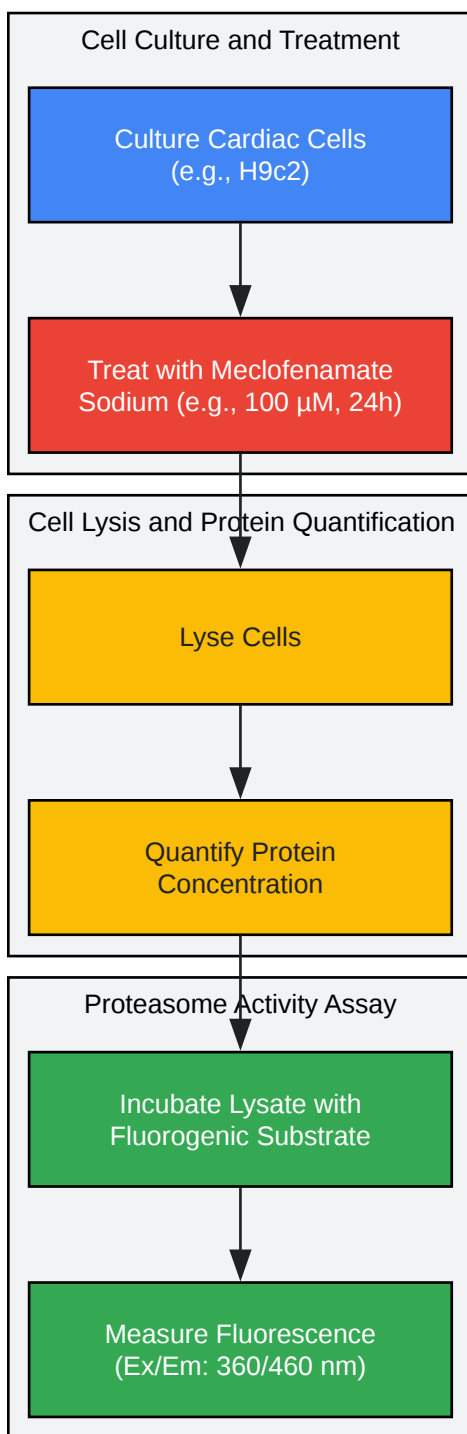 Cell Culture and Treatment
Culture Cardiac Cells
(e.g., H9c2)
Treat with Meclofenamate
Sodium (e.g., 100 µM, 24h)
Cell Lysis and Protein Quantification
Lyse Cells
Quantify Protein
Concentration
Proteasome Activity Assay
Incubate Lysate with
Fluorogenic Substrate
Measure Fluorescence
(Ex/Em: 360/460 nm)